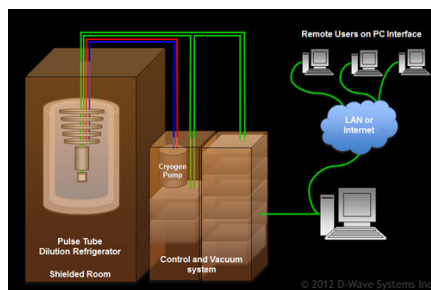 Remote Users on PC Interface
LAN or
Internet
Cryogen
Pump
Pulse Tube
Dilution Refrigerator
Shielded Room
Control and Vacuum
system
© 2012 D-Wave Systems Inc